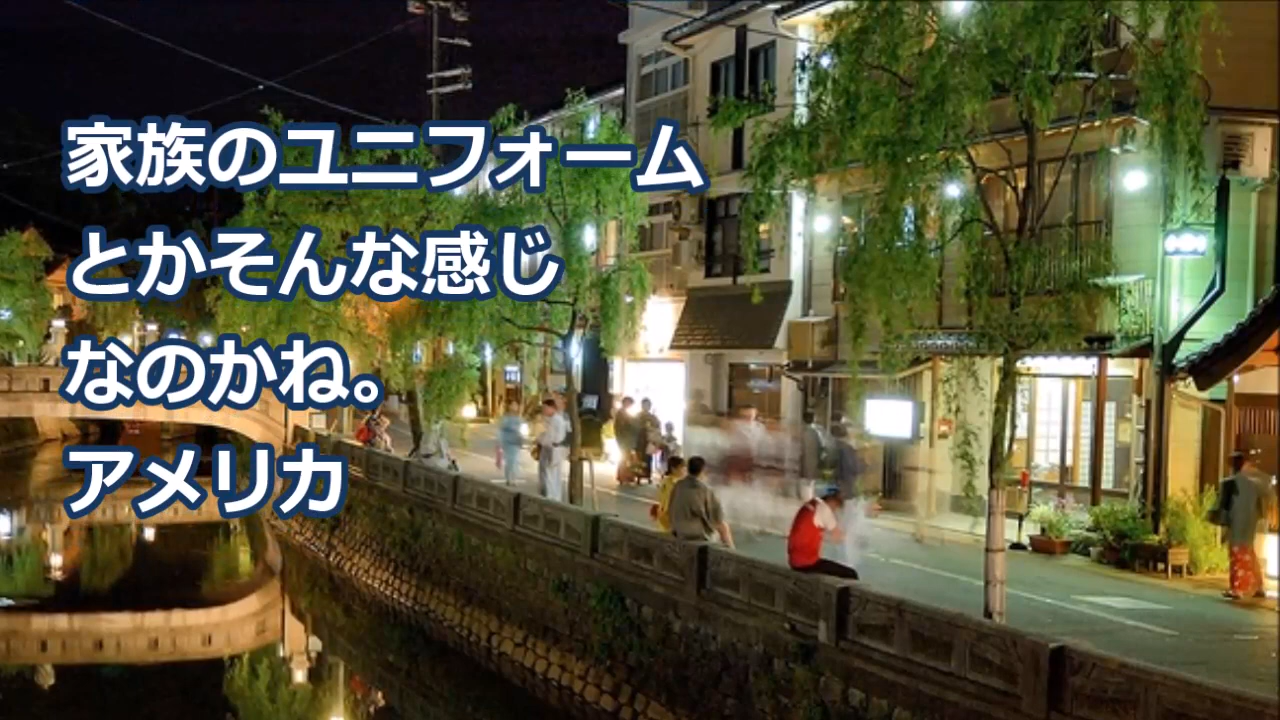 家族のユニフォーム
とかそんな感じ
なのかね。
アメリカ